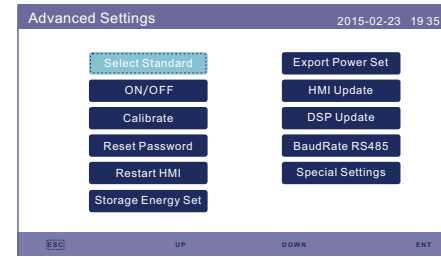 Advanced Settings 2015-02-23 19 35
Select Standard
ON/OFF
Calibrate
Reset Password
Restart HMI
Storage Energy Set
Export Power Set
HMI Update
DSP Update
BaudRate RS485
Special Settings
ESC UP DOWN ENT